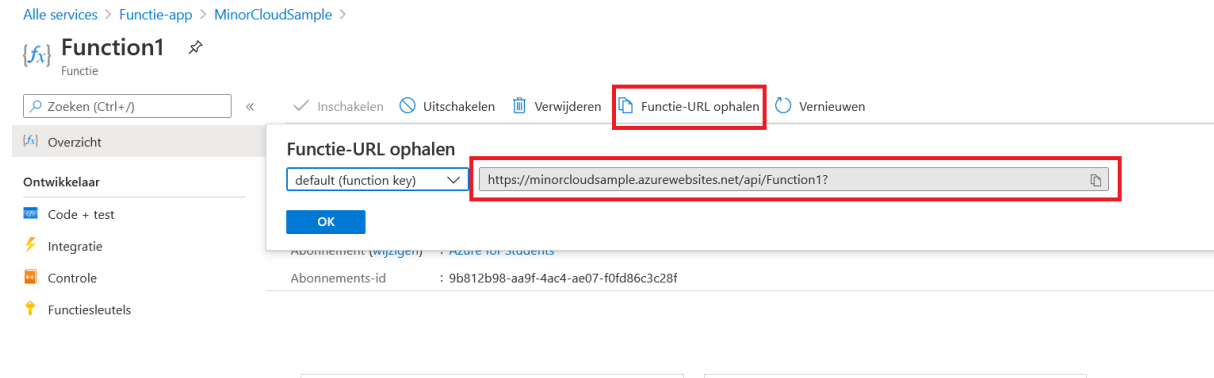 Alle services > Functie-app > MinorCloudSample >
{fx} Function1
Functie
Zoeken (Ctrl+/) «
Inschakelen Uitschakelen Verwijderen Functie-URL ophalen Vernieuwen
{fx} Overzicht
Functie-URL ophalen
default (function key) https://minorcloudsample.azurewebsites.net/api/Function1?
OK
Ontwikkelaar
Code + test
Integratie
Controle
Functiesleutels
Abonnement (wijzigen) : Azure for Students
Abonnements-id : 9b812b98-aa9f-4ac4-ae07-f0fd86c3c28f